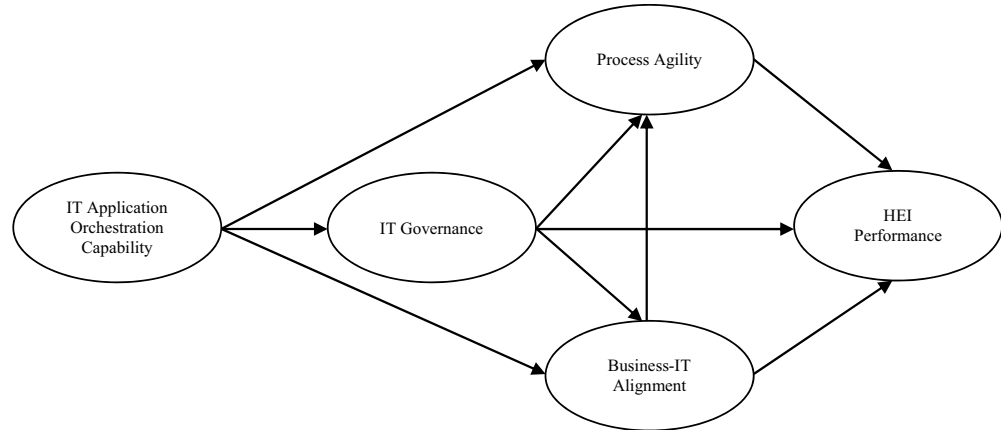 Process Agility
IT Application
Orchestration
Capability
IT Governance
HEI
Performance
Business-IT
Alignment